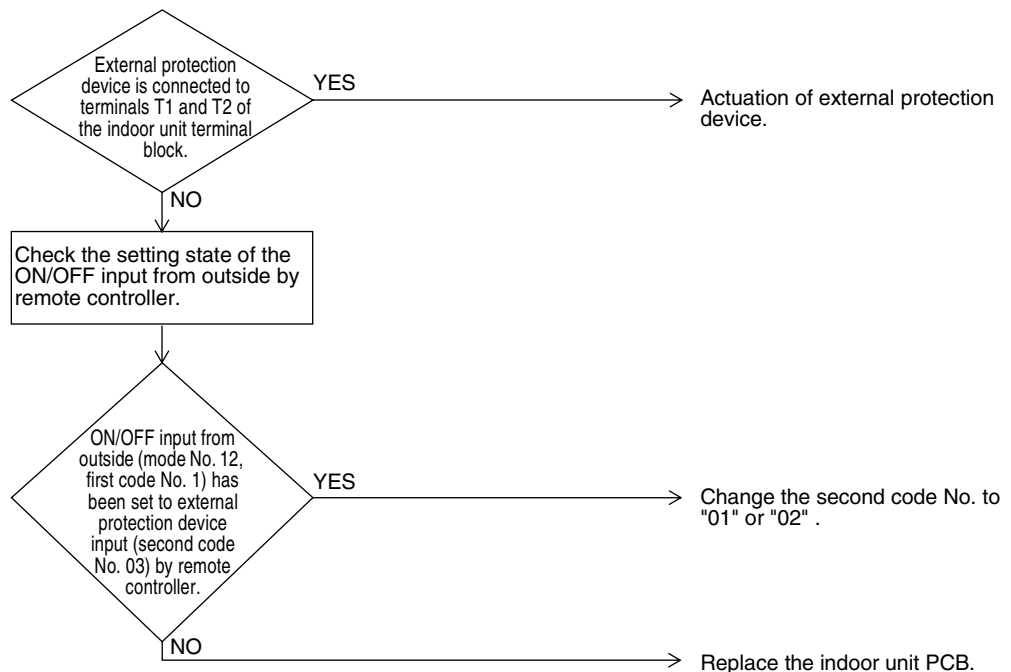 External protection
device is connected to
terminals T1 and T2 of
the indoor unit terminal
block.
YES
Actuation of external protection
device.
NO
Check the setting state of the
ON/OFF input from outside by
remote controller.
ON/OFF input from
outside (mode No. 12,
first code No. 1) has
been set to external
protection device
input (second code
No. 03) by remote
controller.
YES
Change the second code No. to
"01" or "02" .
NO
Replace the indoor unit PCB.